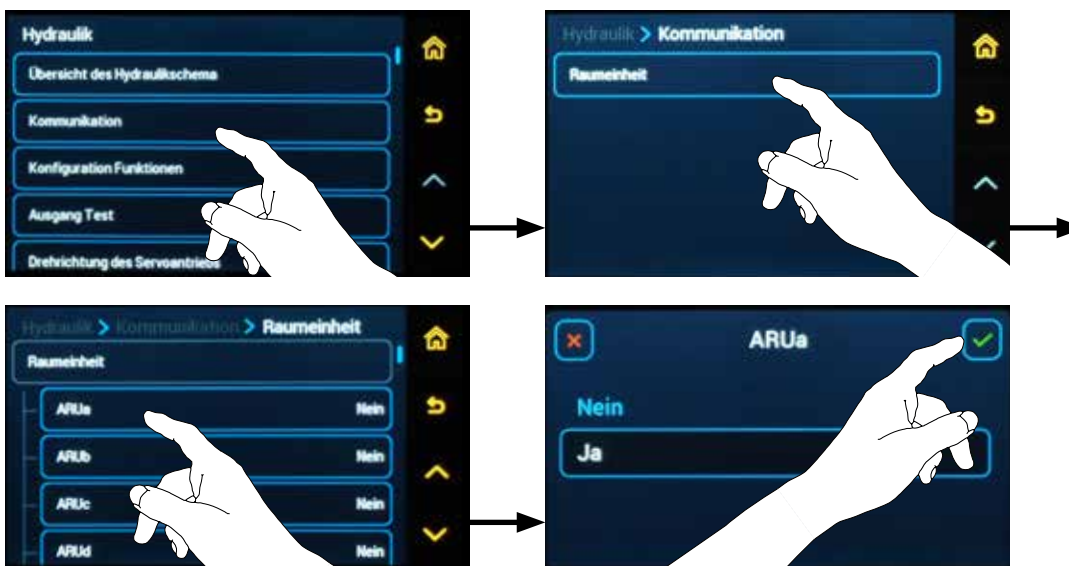 Hydraulik
Übersicht des Hydraulikschema
Kommunikation
Konfiguration Funktionen
Ausgang Test
Drehrichtung des Servoantriebs
Hydraulik > Kommunikation
Raumeinheit
Hydraulik > Kommunikation > Raumeinheit
Raumeinheit
ARUa Nein
ARUb Nein
ARUc Nein
ARUd Nein
ARUa
Nein
Ja